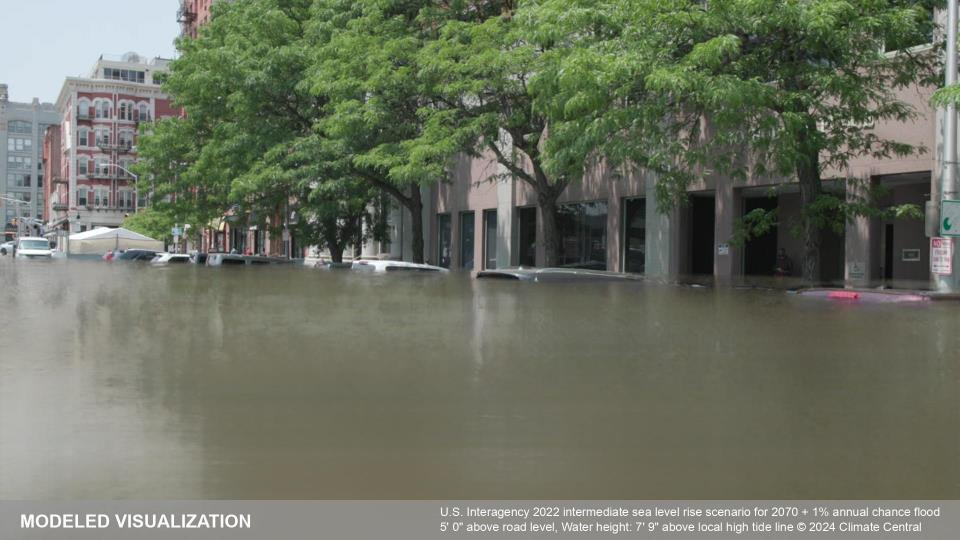 MODELED VISUALIZATION
U.S. Interagency 2022 intermediate sea level rise scenario for 2070 + 1% annual chance flood
5' 0" above road level, Water height: 7' 9" above local high tide line © 2024 Climate Central